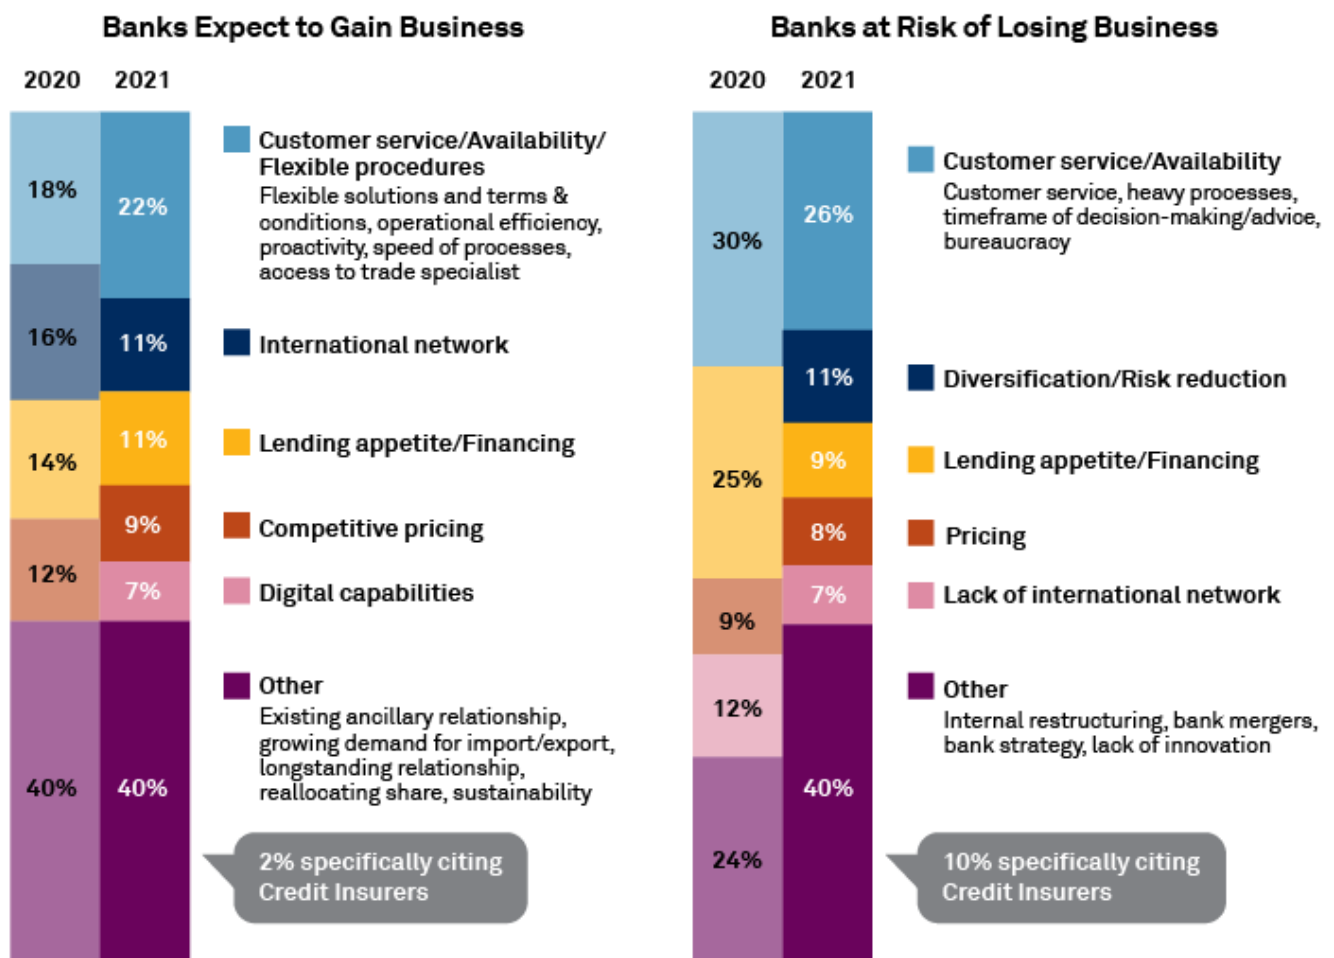 Banks Expect to Gain Business
2020 2021
18%
22%
16%
11%
14%
11%
12%
9%
7%
40%
40%
Customer service/Availability/
Flexible procedures
Flexible solutions and terms &
conditions, operational efficiency,
proactivity, speed of processes,
access to trade specialist
International network
Lending appetite/Financing
Competitive pricing
Digital capabilities
Other
Existing ancillary relationship,
growing demand for import/export,
longstanding relationship,
reallocating share, sustainability
2% specifically citing
Credit Insurers
Banks at Risk of Losing Business
2020 2021
30%
26%
11%
25%
9%
8%
9%
7%
12%
24%
40%
Customer service/Availability
Customer service, heavy processes,
timeframe of decision-making/advice,
bureaucracy
Diversification/Risk reduction
Lending appetite/Financing
Pricing
Lack of international network
Other
Internal restructuring, bank mergers,
bank strategy, lack of innovation
10% specifically citing
Credit Insurers